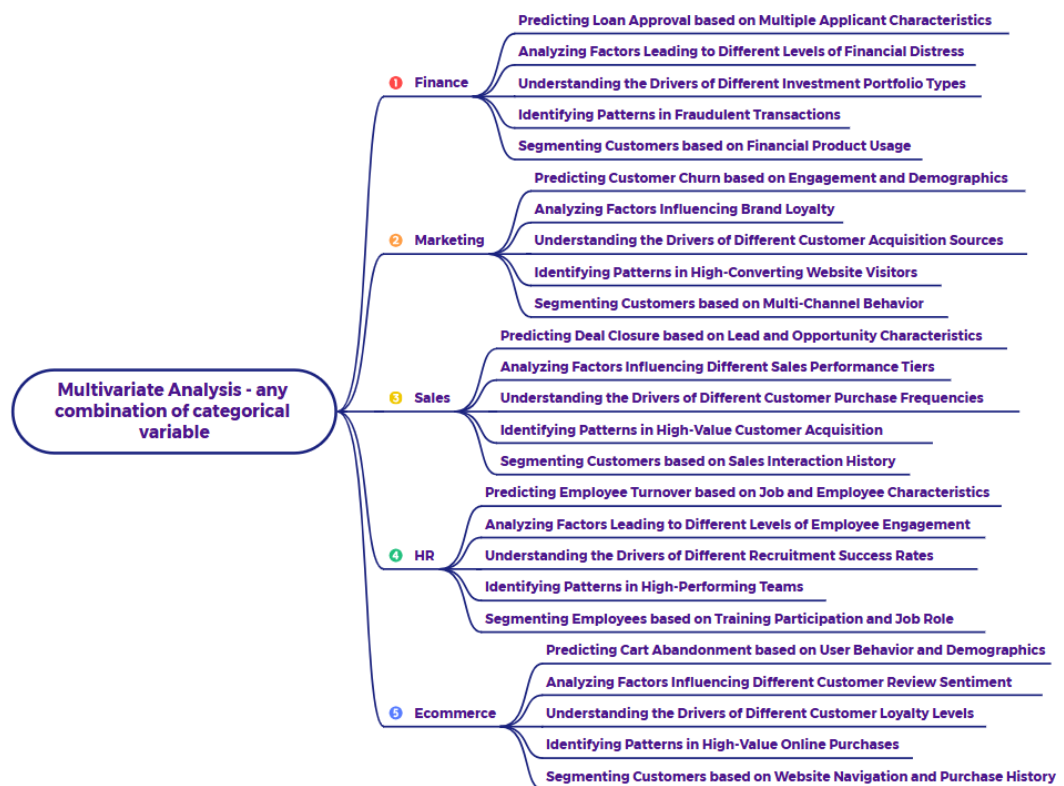 Multivariate Analysis - any
combination of categorical
variable
1 Finance
Predicting Loan Approval based on Multiple Applicant Characteristics
Analyzing Factors Leading to Different Levels of Financial Distress
Understanding the Drivers of Different Investment Portfolio Types
Identifying Patterns in Fraudulent Transactions
Segmenting Customers based on Financial Product Usage
2 Marketing
Predicting Customer Churn based on Engagement and Demographics
Analyzing Factors Influencing Brand Loyalty
Understanding the Drivers of Different Customer Acquisition Sources
Identifying Patterns in High-Converting Website Visitors
Segmenting Customers based on Multi-Channel Behavior
3 Sales
Predicting Deal Closure based on Lead and Opportunity Characteristics
Analyzing Factors Influencing Different Sales Performance Tiers
Understanding the Drivers of Different Customer Purchase Frequencies
Identifying Patterns in High-Value Customer Acquisition
Segmenting Customers based on Sales Interaction History
4 HR
Predicting Employee Turnover based on Job and Employee Characteristics
Analyzing Factors Leading to Different Levels of Employee Engagement
Understanding the Drivers of Different Recruitment Success Rates
Identifying Patterns in High-Performing Teams
Segmenting Employees based on Training Participation and Job Role
5 Ecommerce
Predicting Cart Abandonment based on User Behavior and Demographics
Analyzing Factors Influencing Different Customer Review Sentiment
Understanding the Drivers of Different Customer Loyalty Levels
Identifying Patterns in High-Value Online Purchases
Segmenting Customers based on Website Navigation and Purchase History